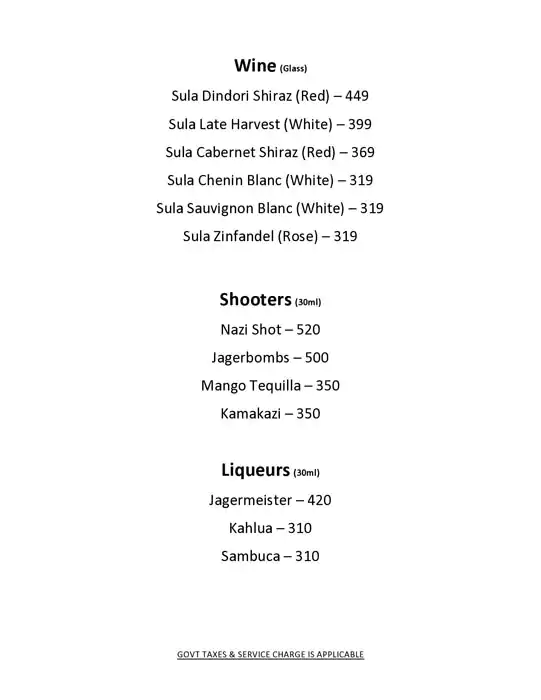 Wine (Glass)
Sula Dindori Shiraz (Red) – 449
Sula Late Harvest (White) – 399
Sula Cabernet Shiraz (Red) – 369
Sula Chenin Blanc (White) – 319
Sula Sauvignon Blanc (White) – 319
Sula Zinfandel (Rose) – 319
Shooters (30ml)
Nazi Shot – 520
Jagerbombs – 500
Mango Tequilla – 350
Kamakazi – 350
Liqueurs (30ml)
Jagermeister – 420
Kahlua – 310
Sambuca – 310
GOVT TAXES & SERVICE CHARGE IS APPLICABLE